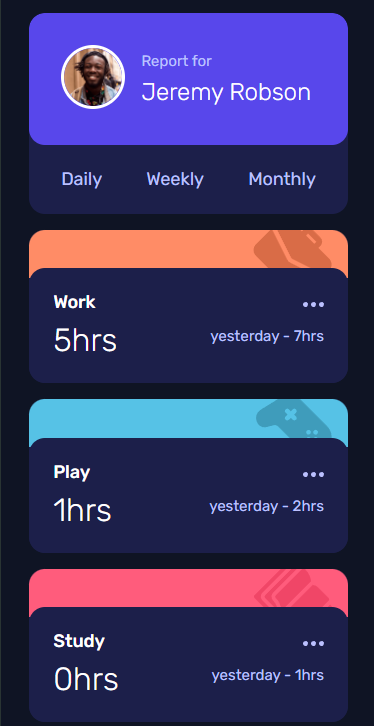 Report for
Jeremy Robson
Daily Weekly Monthly
Work
5hrs yesterday - 7hrs
Play
1hrs yesterday - 2hrs
Study
0hrs yesterday - 1hrs